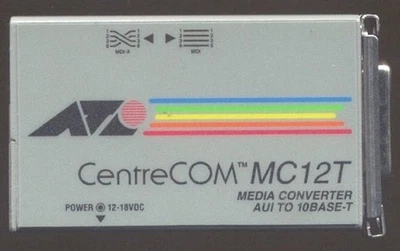 MDI-X MDI
CentreCOM™ MC12T
MEDIA CONVERTER
AUI TO 10BASE-T
POWER 12-18VDC